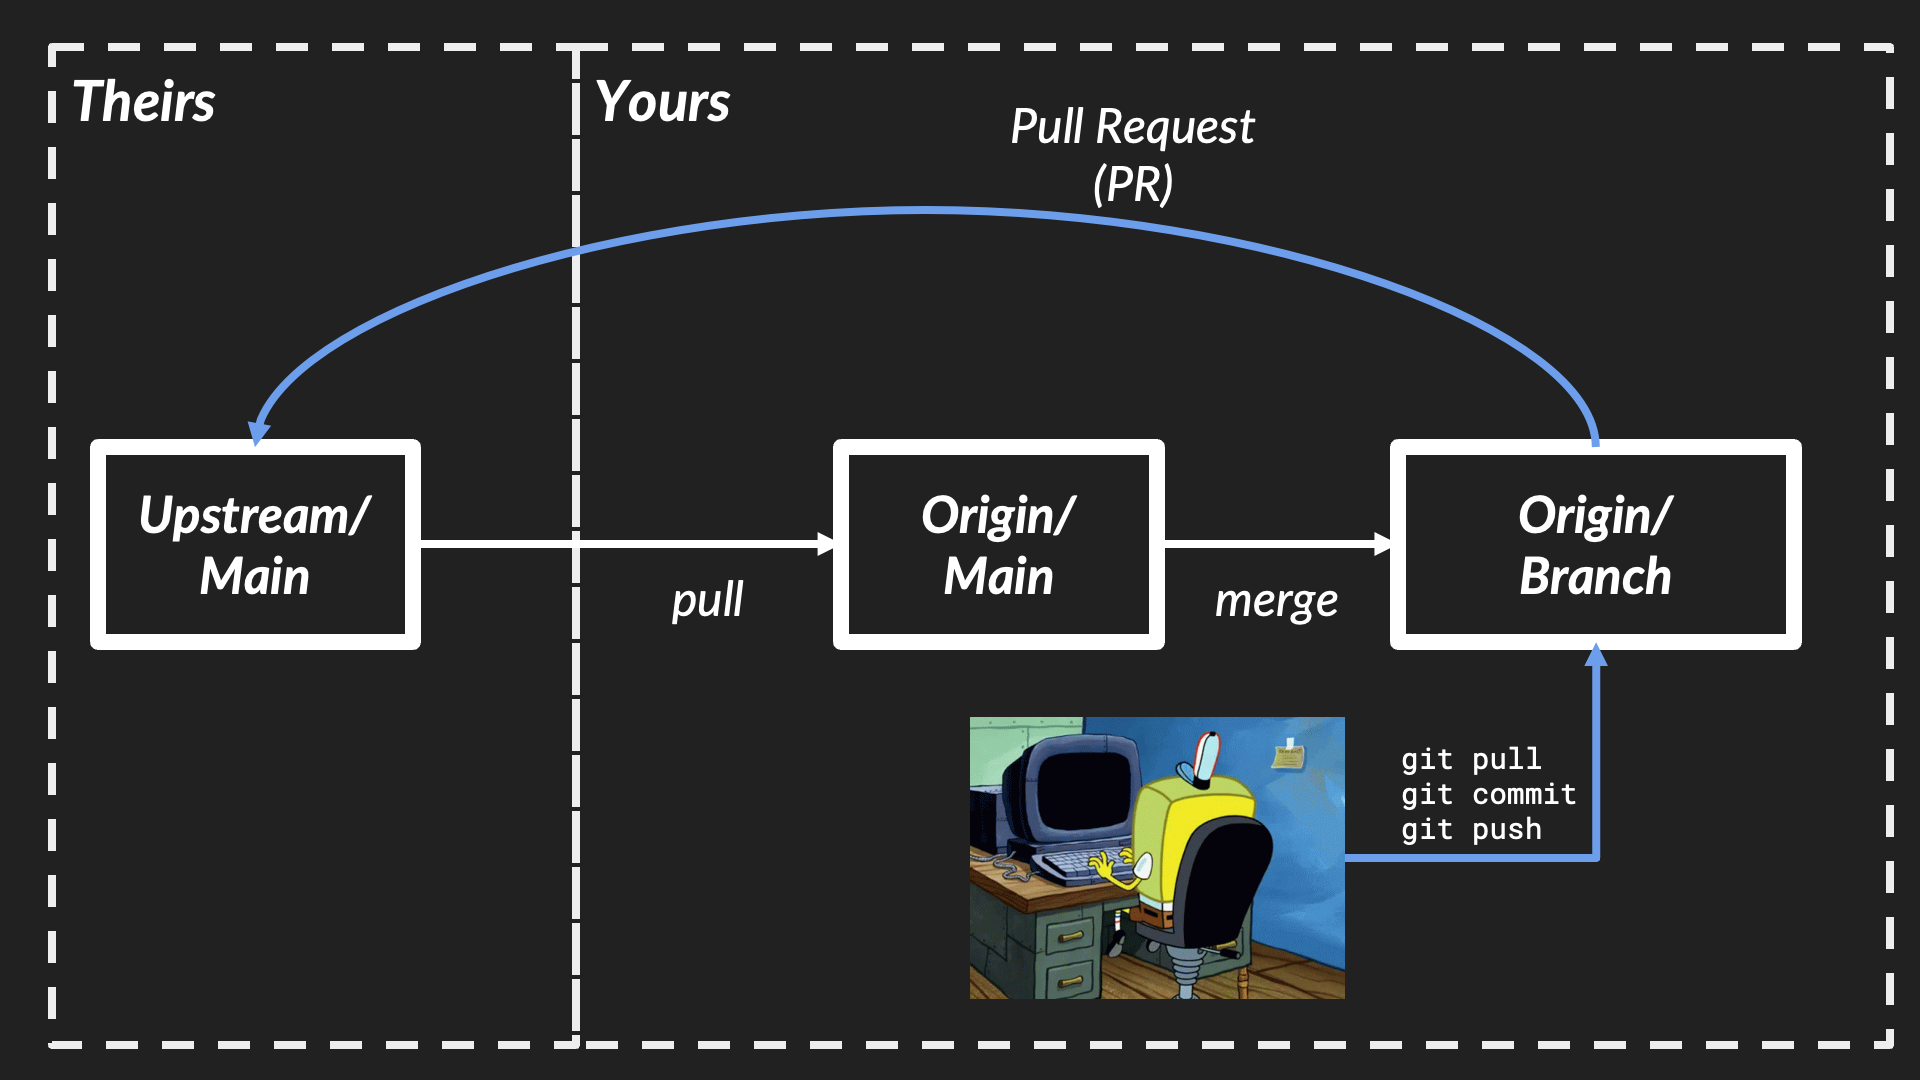 Theirs
Yours
Pull Request
(PR)
Upstream/
Main
pull
Origin/
Main
merge
Origin/
Branch
git pull
git commit
git push